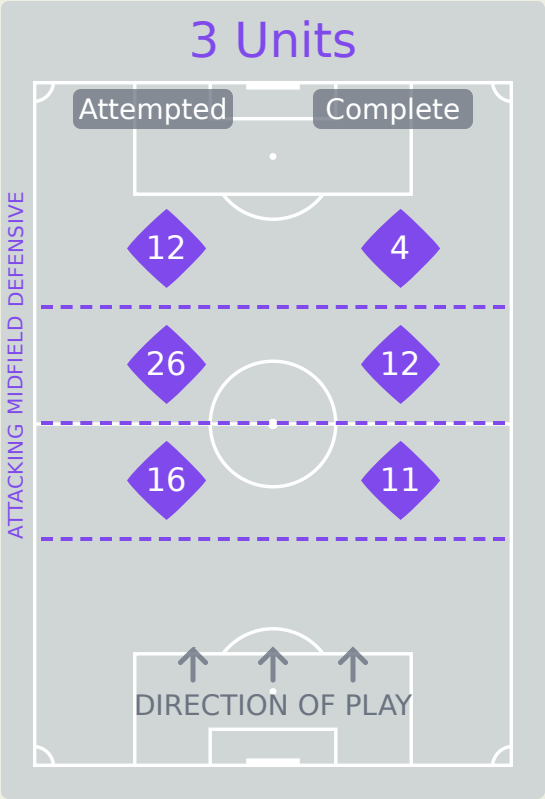 3 Units
Attempted Complete
ATTACKING MIDFIELD DEFENSIVE
12 4
26 12
16 11
DIRECTION OF PLAY